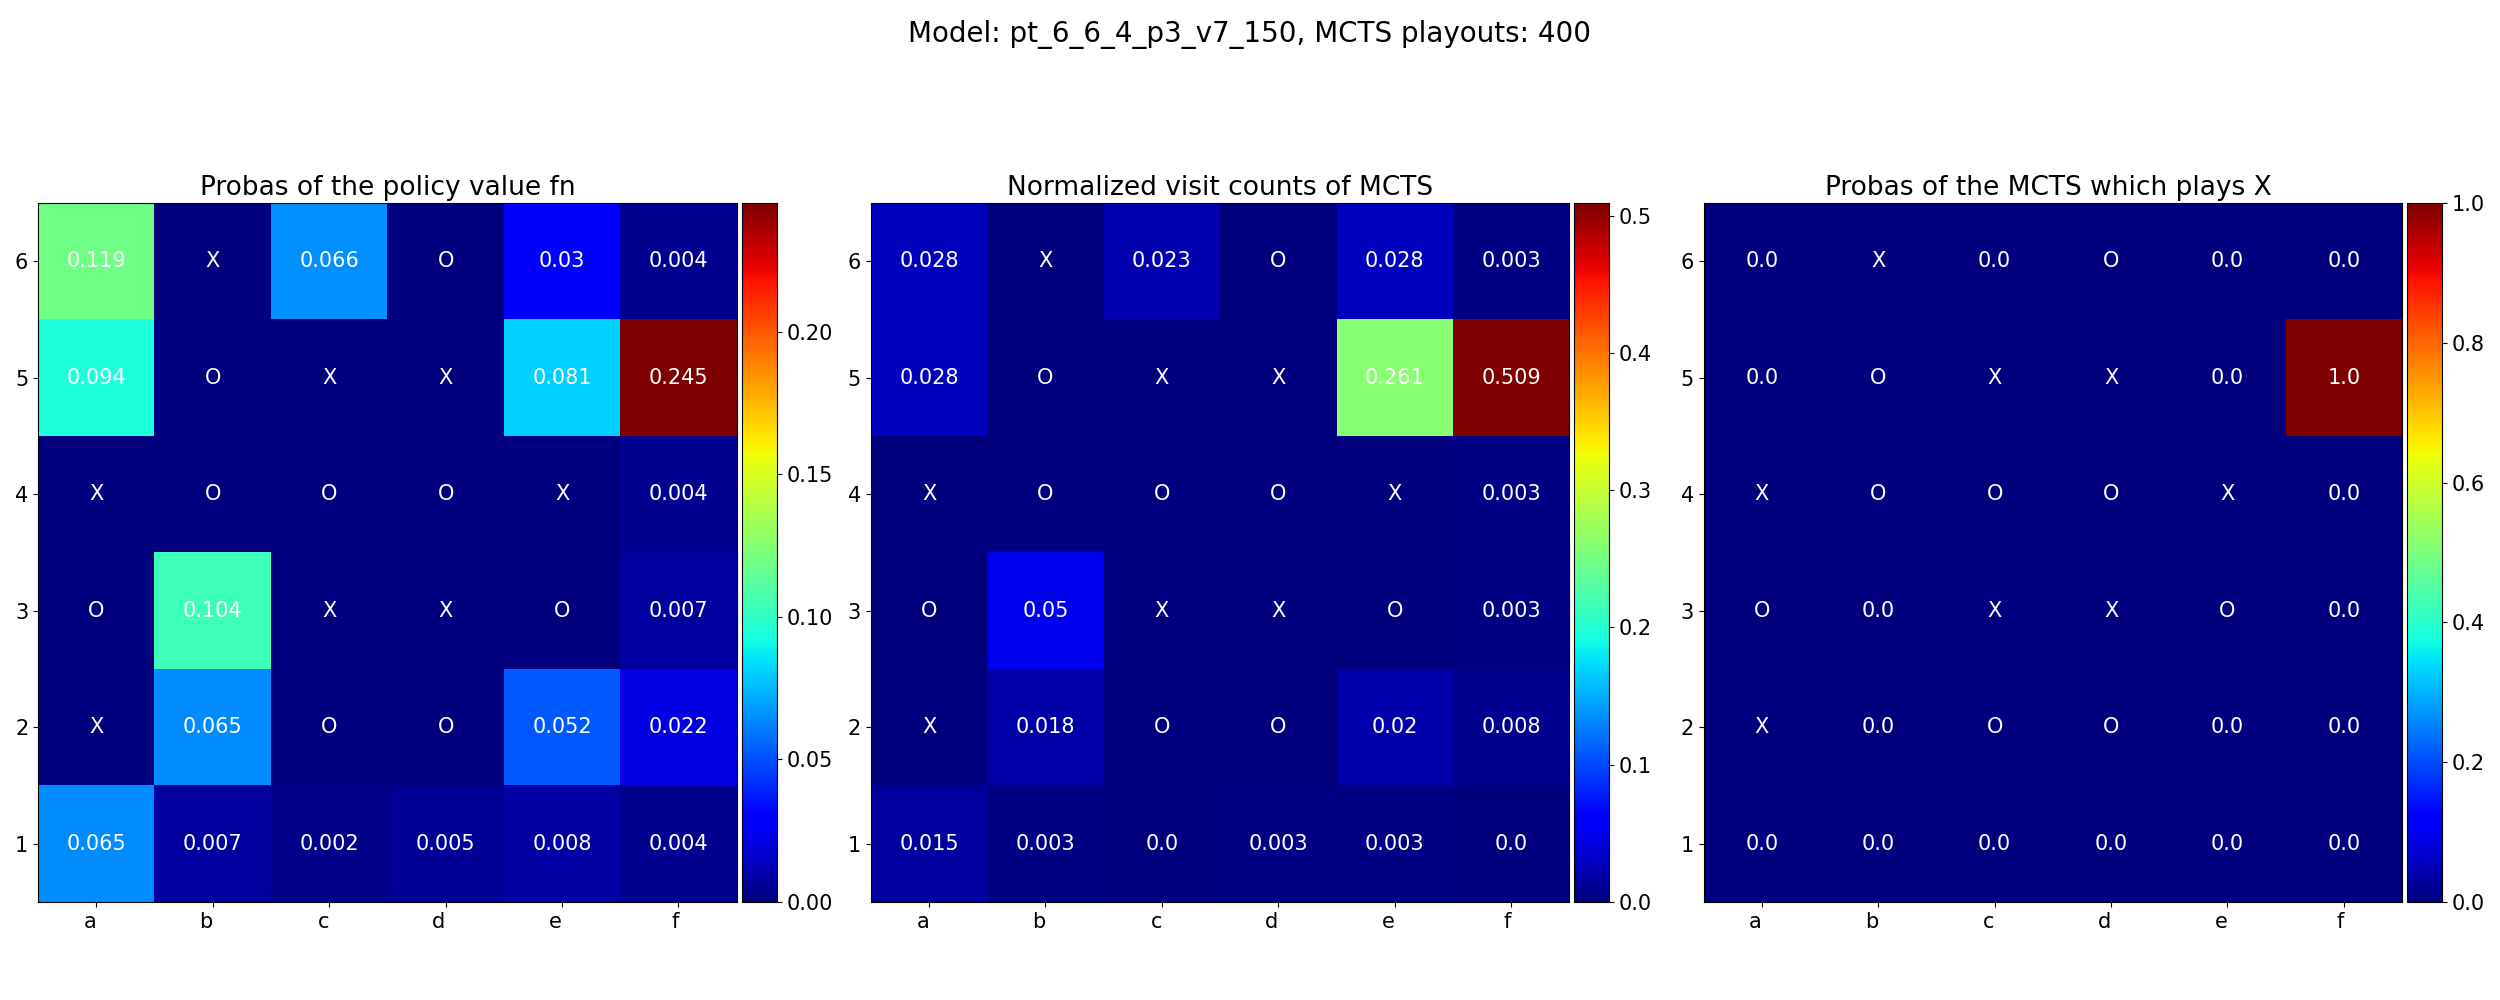 Model: pt_6_6_4_p3_v7_150, MCTS playouts: 400
Probas of the policy value fn
6 0.119 X 0.066 O 0.03 0.004
5 0.094 O X X 0.081 0.245
4 X O O O X 0.004
3 O 0.104 X X O 0.007
2 X 0.065 O O 0.052 0.022
1 0.065 0.007 0.002 0.005 0.008 0.004
a b c d e f
0.20
0.15
0.10
0.05
0.00
Normalized visit counts of MCTS
6 0.028 X 0.023 O 0.028 0.003
5 0.028 O X X 0.261 0.509
4 X O O O X 0.003
3 O 0.05 X X O 0.003
2 X 0.018 O O 0.02 0.008
1 0.015 0.003 0.0 0.003 0.003 0.0
a b c d e f
0.5
0.4
0.3
0.2
0.1
0.0
Probas of the MCTS which plays X
6 0.0 X 0.0 O 0.0 0.0
5 0.0 O X X 0.0 1.0
4 X O O O X 0.0
3 O 0.0 X X O 0.0
2 X 0.0 O O 0.0 0.0
1 0.0 0.0 0.0 0.0 0.0 0.0
a b c d e f
1.0
0.8
0.6
0.4
0.2
0.0